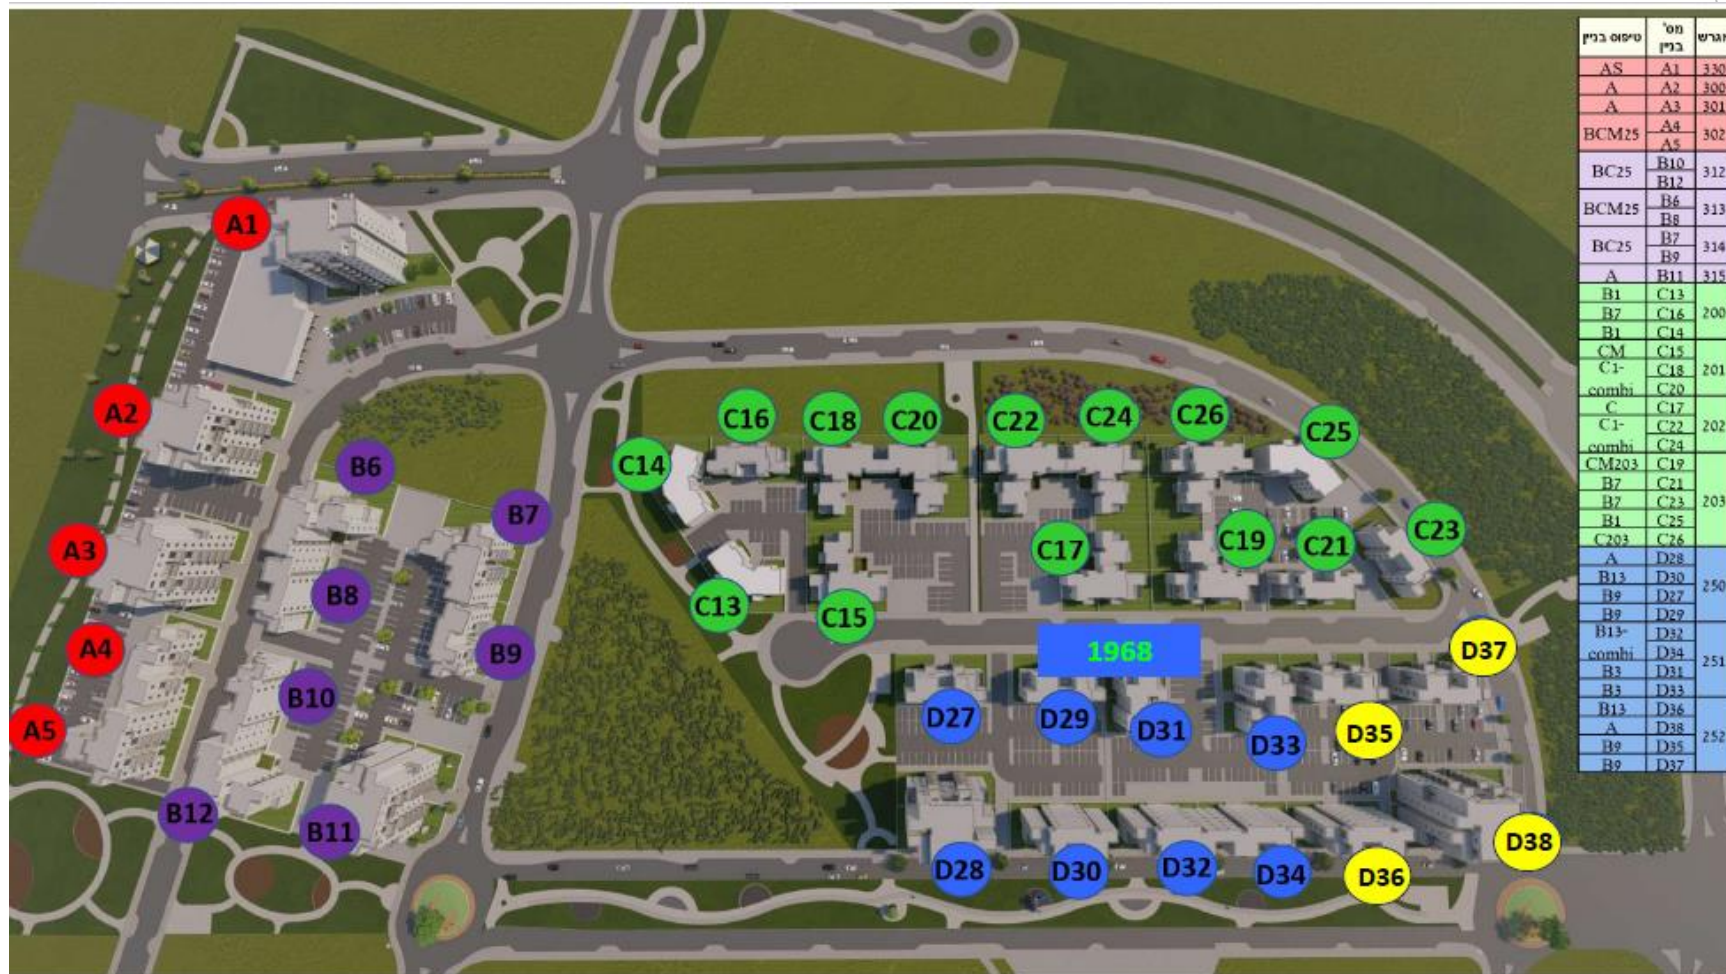 טיפוס בניין מס' בניין מגרש
AS A1 330
A A2 300
A A3 301
BCM25 A4 302
A5
BC25 B10 312
B12
BCM25 B6 313
B8
BC25 B7 314
B9
A B11 315
B1 C13 200
B7 C16
B1 C14
CM C15 201
C1- C18
combi C20
C C17 202
C1- C22
combi C24
CM203 C19 203
B7 C21
B7 C23
B1 C25
C203 C26
A D28 250
B13 D30
B9 D27
B9 D29
B13- D32 251
combi D34
B3 D31
B3 D33
B13 D36 252
A D38
B9 D35
B9 D37
A1
A2
A3
A4
A5
B6
B7
B8
B9
B10
B11
B12
C16 C18 C20 C22 C24 C26
C14 C25
C17 C19 C21 C23
C13 C15
1968
D37
D27 D29 D31 D33 D35
D28 D30 D32 D34 D36 D38